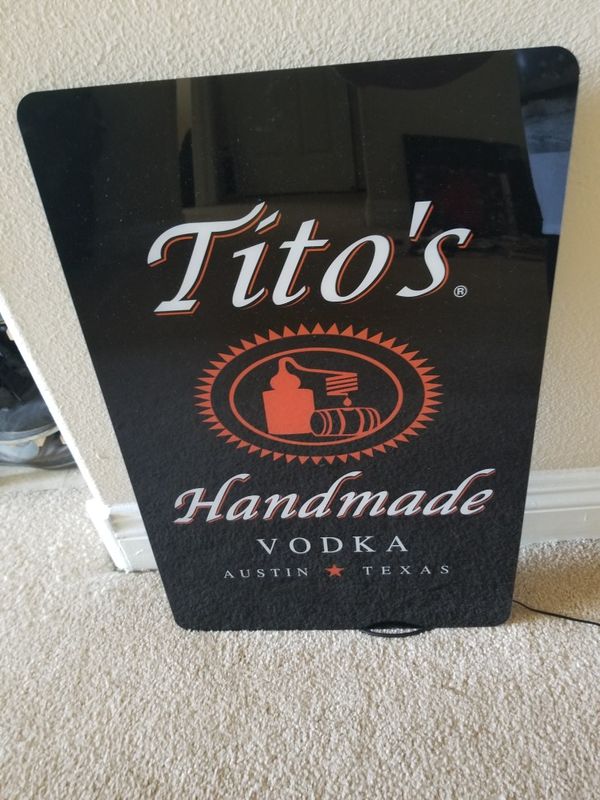 Tito's®
Handmade
VODKA
AUSTIN ★ TEXAS